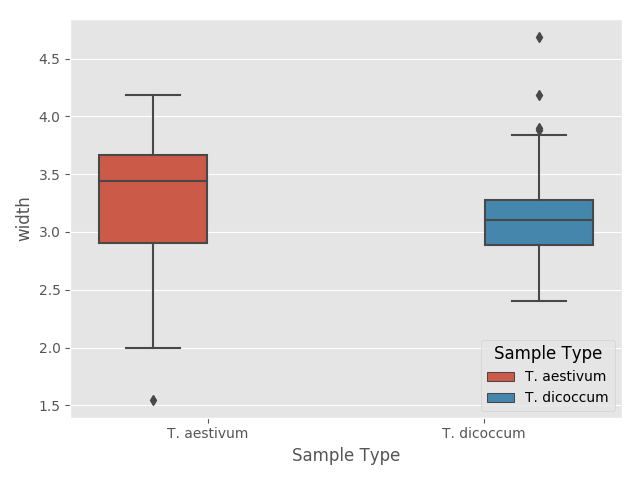 4.5
4.0
3.5
3.0
2.5
2.0
1.5
width
T. aestivum
T. dicoccum
Sample Type
Sample Type
T. aestivum
T. dicoccum